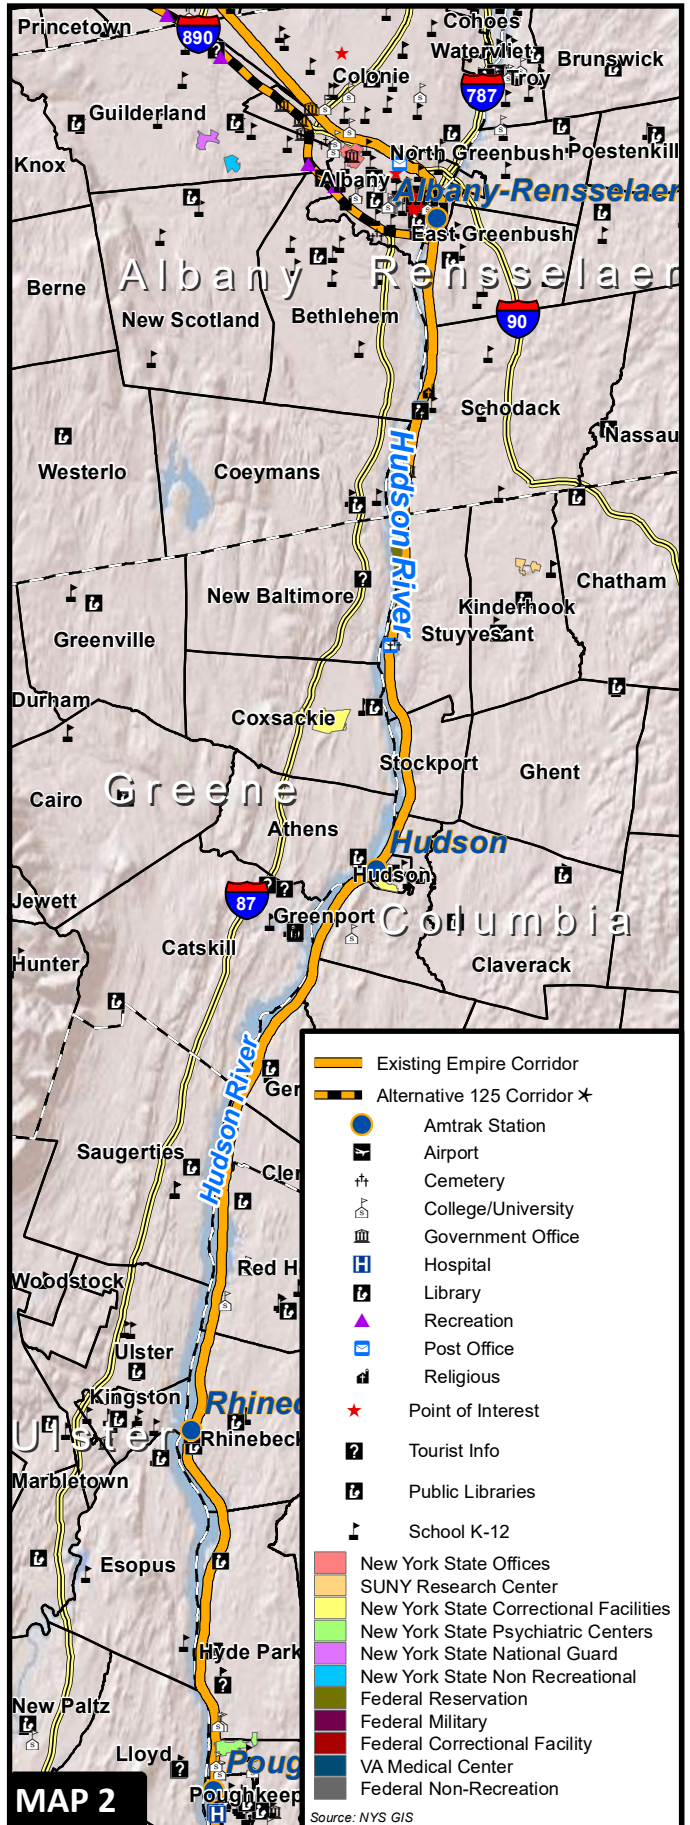 Princetown
Cohoes
890
Watervliet
Brunswick
Colonie
Troy
787
Guilderland
Knox
North Greenbush
Poestenkill
Albany
Albany-Rensselaer
East Greenbush
Albany
Rensselaer
Berne
New Scotland
Bethlehem
90
Schodack
Nassau
Westerlo
Coeymans
Hudson River
Chatham
New Baltimore
Kinderhook
Greenville
Stuyvesant
Durham
Coxsackie
Stockport
Ghent
Greene
Cairo
Athens
Hudson
Hudson
Jewett
87
Greenport
Columbia
Catskill
Hunter
Claverack
Hudson River
Existing Empire Corridor
Ger
Alternative 125 Corridor *
Amtrak Station
Saugerties
Airport
Cler
Cemetery
College/University
Government Office
Red H
Hospital
Woodstock
Library
Recreation
Ulster
Post Office
Kingston
Religious
Rhinec
Point of Interest
Ulster
Rhinebeck
Tourist Info
Marbletown
Public Libraries
School K-12
Esopus
New York State Offices
SUNY Research Center
New York State Correctional Facilities
New York State Psychiatric Centers
Hyde Park
New York State National Guard
New York State Non Recreational
New Paltz
Federal Reservation
Federal Military
Lloyd
Federal Correctional Facility
Poug
VA Medical Center
Poughkeep
Federal Non-Recreation
MAP 2
Source: NYS GIS